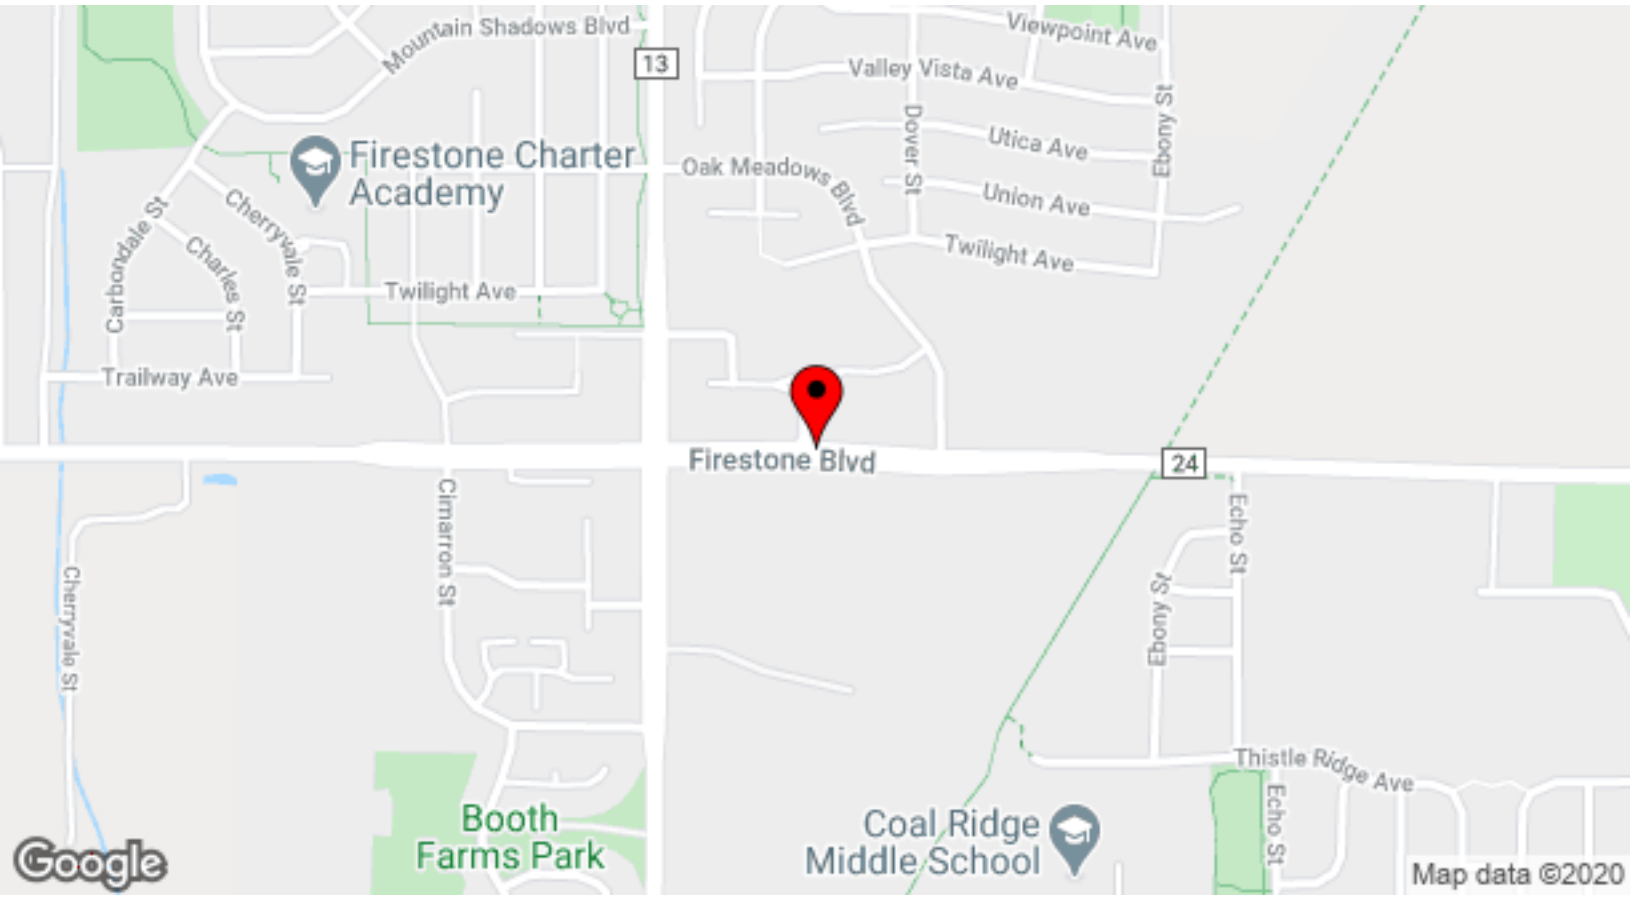 Mountain Shadows Blvd
13
Viewpoint Ave
Valley Vista Ave
Dover St
Ebony St
Utica Ave
Firestone Charter
Academy
Oak Meadows Blvd
Union Ave
Carbondale St
Cherryvale St
Charles St
Twilight Ave
Twilight Ave
Trailway Ave
Firestone Blvd
24
Cimarron St
Echo St
Cherryvale St
Ebony St
Thistle Ridge Ave
Echo St
Booth
Farms Park
Coal Ridge
Middle School
Google
Map data ©2020